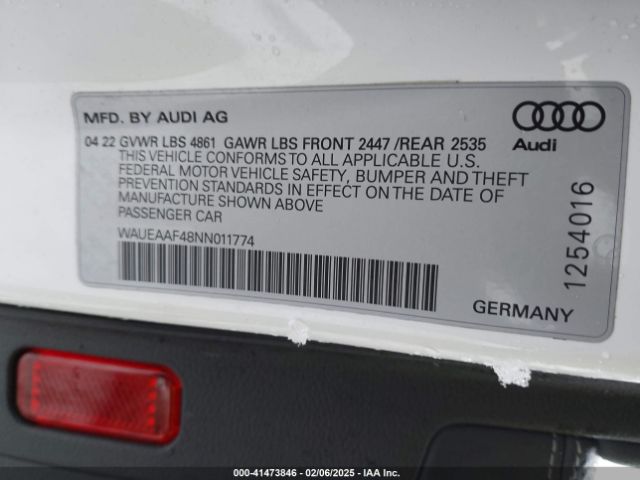 MFD. BY AUDI AG
04 22 GVWR LBS 4861 GAWR LBS FRONT 2447 /REAR 2535
THIS VEHICLE CONFORMS TO ALL APPLICABLE U.S.
FEDERAL MOTOR VEHICLE SAFETY, BUMPER AND THEFT
PREVENTION STANDARDS IN EFFECT ON THE DATE OF
MANUFACTURE SHOWN ABOVE
PASSENGER CAR
WAUEAAF48NN011774
Audi
1254016
GERMANY
000-41473846 - 02/06/2025 - IAA Inc.